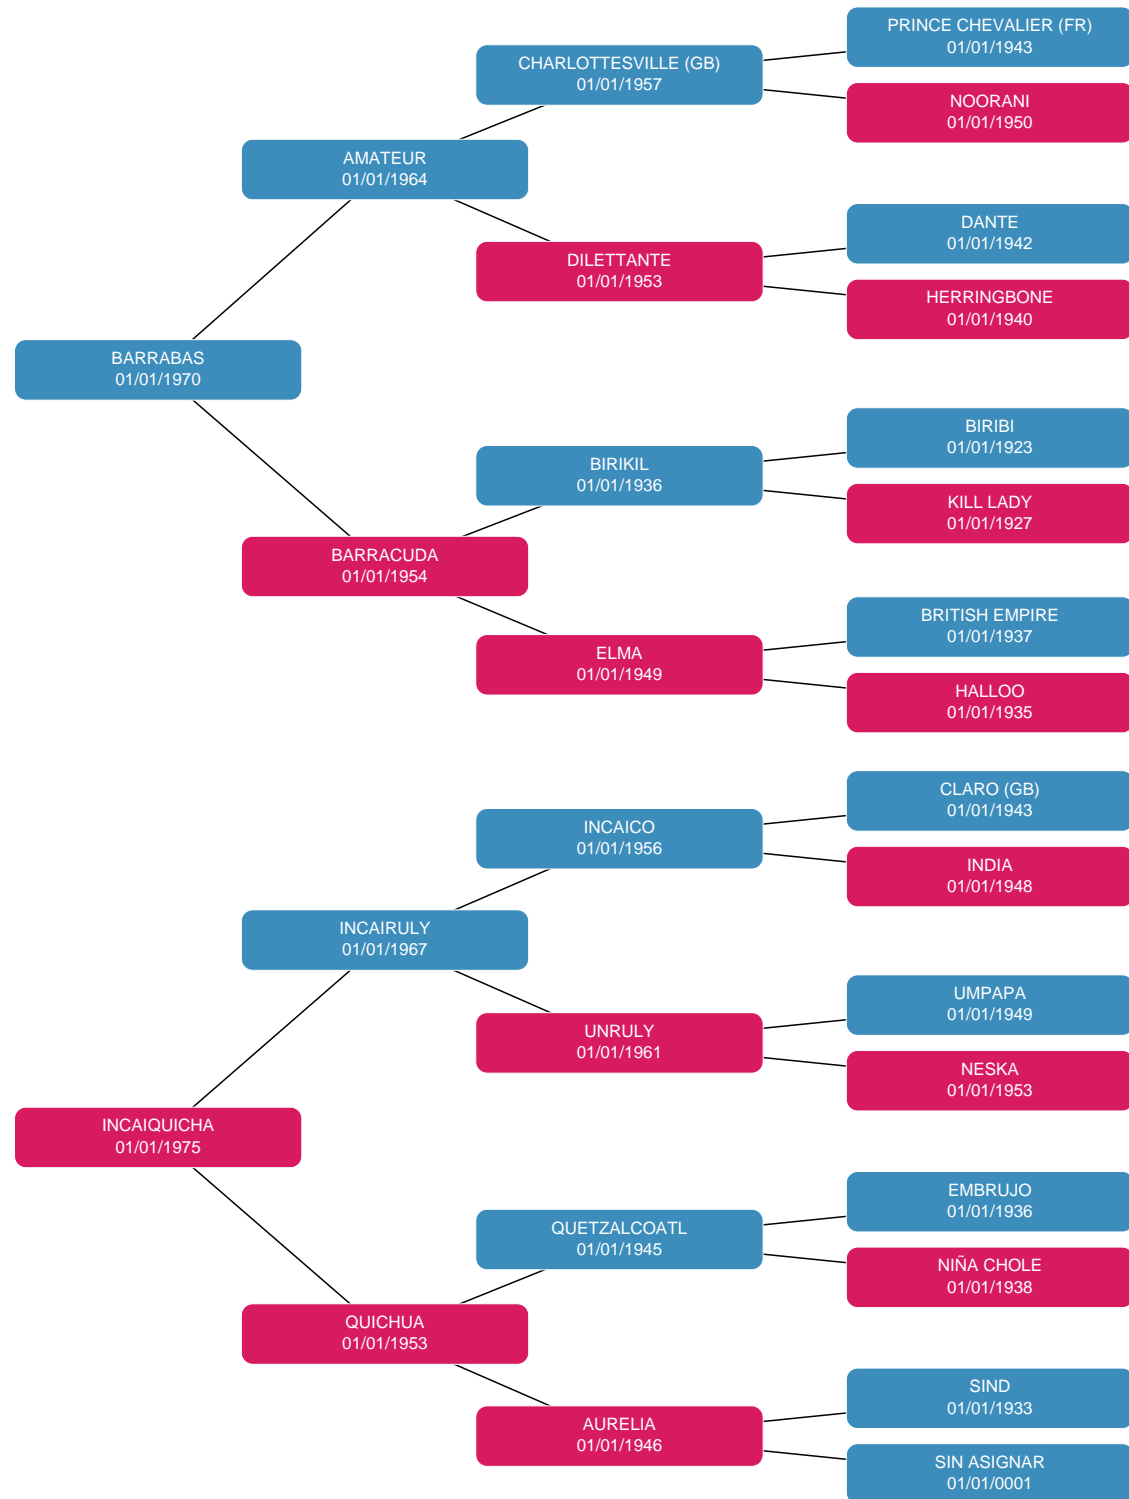 PRINCE CHEVALIER (FR)
01/01/1943
CHARLOTTESVILLE (GB)
01/01/1957
NOORANI
01/01/1950
AMATEUR
01/01/1964
DANTE
01/01/1942
DILETTANTE
01/01/1953
HERRINGBONE
01/01/1940
BARRABAS
01/01/1970
BIRIBI
01/01/1923
BIRIKIL
01/01/1936
KILL LADY
01/01/1927
BARRACUDA
01/01/1954
BRITISH EMPIRE
01/01/1937
ELMA
01/01/1949
HALLOO
01/01/1935
CLARO (GB)
01/01/1943
INCAICO
01/01/1956
INDIA
01/01/1948
INCAIRULY
01/01/1967
UMPAPA
01/01/1949
UNRULY
01/01/1961
NESKA
01/01/1953
INCAIQUICHA
01/01/1975
EMBRUJO
01/01/1936
QUETZALCOATL
01/01/1945
NIÑA CHOLE
01/01/1938
QUICHUA
01/01/1953
SIND
01/01/1933
AURELIA
01/01/1946
SIN ASIGNAR
01/01/0001